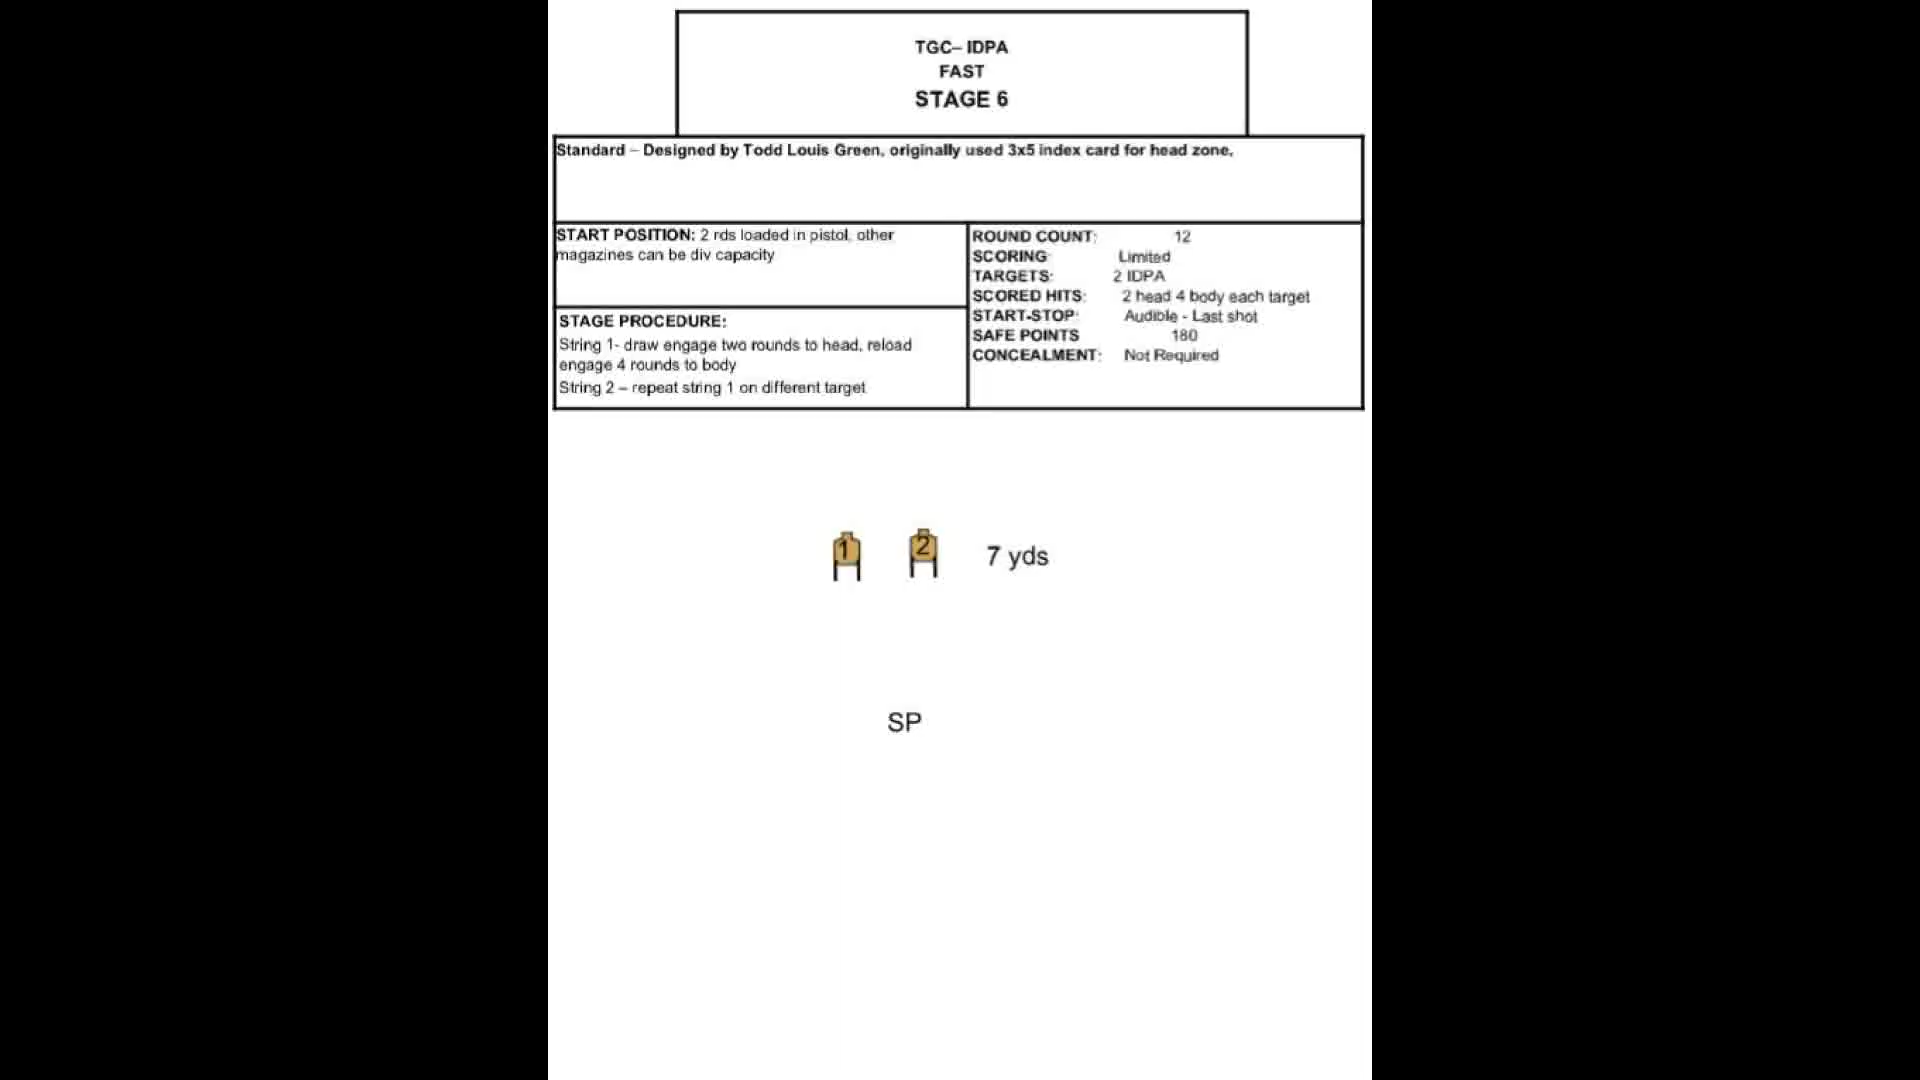 TGC– IDPA
FAST
STAGE 6
Standard – Designed by Todd Louis Green, originally used 3x5 index card for head zone,
START POSITION: 2 rds loaded in pistol, other
magazines can be div capacity
STAGE PROCEDURE:
String 1- draw engage two rounds to head, reload
engage 4 rounds to body
String 2 – repeat string 1 on different target
ROUND COUNT: 12
SCORING: Limited
TARGETS: 2 IDPA
SCORED HITS: 2 head 4 body each target
START-STOP: Audible - Last shot
SAFE POINTS 180
CONCEALMENT: Not Required
1 2 7 yds
SP